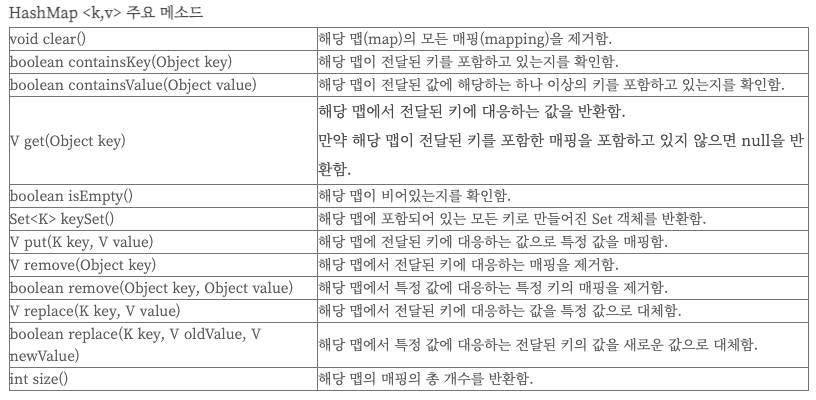 HashMap <k,v> 주요 메소드
void clear()
해당 맵(map)의 모든 매핑(mapping)을 제거함.
boolean containsKey(Object key)
해당 맵이 전달된 키를 포함하고 있는지를 확인함.
boolean containsValue(Object value)
해당 맵이 전달된 값에 해당하는 하나 이상의 키를 포함하고 있는지를 확인함.
V get(Object key)
해당 맵에서 전달된 키에 대응하는 값을 반환함.
만약 해당 맵이 전달된 키를 포함한 매핑을 포함하고 있지 않으면 null을 반
환함.
boolean isEmpty()
해당 맵이 비어있는지를 확인함.
Set<K> keySet()
해당 맵에 포함되어 있는 모든 키로 만들어진 Set 객체를 반환함.
V put(K key, V value)
해당 맵에 전달된 키에 대응하는 값으로 특정 값을 매핑함.
V remove(Object key)
해당 맵에서 전달된 키에 대응하는 매핑을 제거함.
boolean remove(Object key, Object value)
해당 맵에서 특정 값에 대응하는 특정 키의 매핑을 제거함.
V replace(K key, V value)
해당 맵에서 전달된 키에 대응하는 값을 특정 값으로 대체함.
boolean replace(K key, V oldValue, V
newValue)
해당 맵에서 특정 값에 대응하는 전달된 키의 값을 새로운 값으로 대체함.
int size()
해당 맵의 매핑의 총 개수를 반환함.